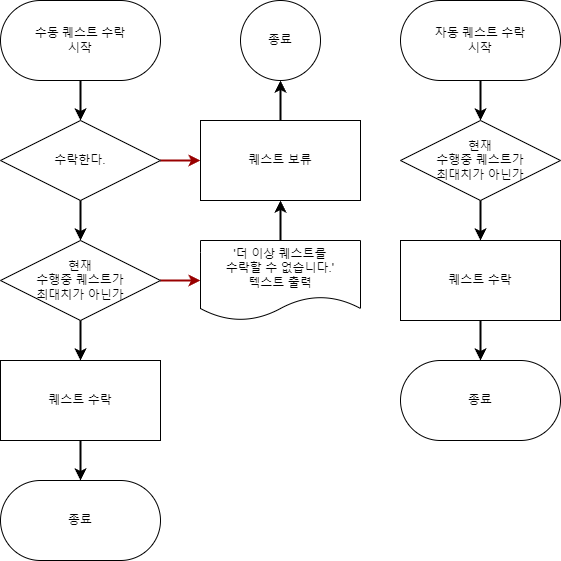 수동 퀘스트 수락
시작
종료
자동 퀘스트 수락
시작
수락한다.
퀘스트 보류
현재
수행중 퀘스트가
최대치가 아닌가
현재
수행중 퀘스트가
최대치가 아닌가
'더 이상 퀘스트를
수락할 수 없습니다.'
텍스트 출력
퀘스트 수락
퀘스트 수락
종료
종료